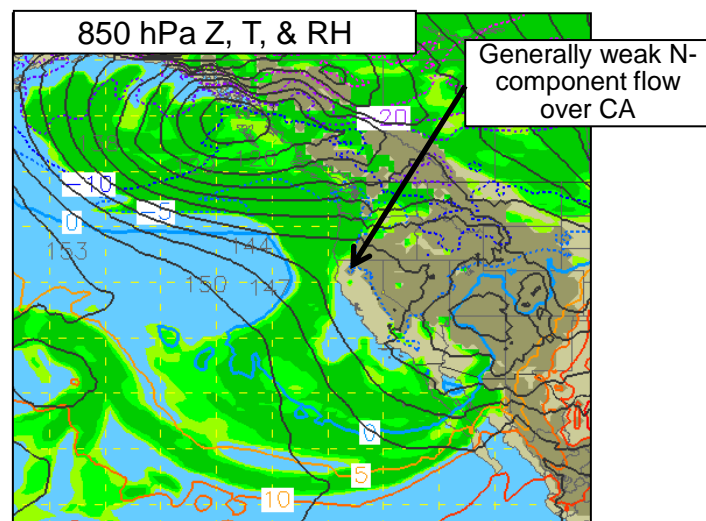 850 hPa Z, T, & RH
Generally weak N-
component flow
over CA
−20
−10
−5
0
153
144
150
0
5
10